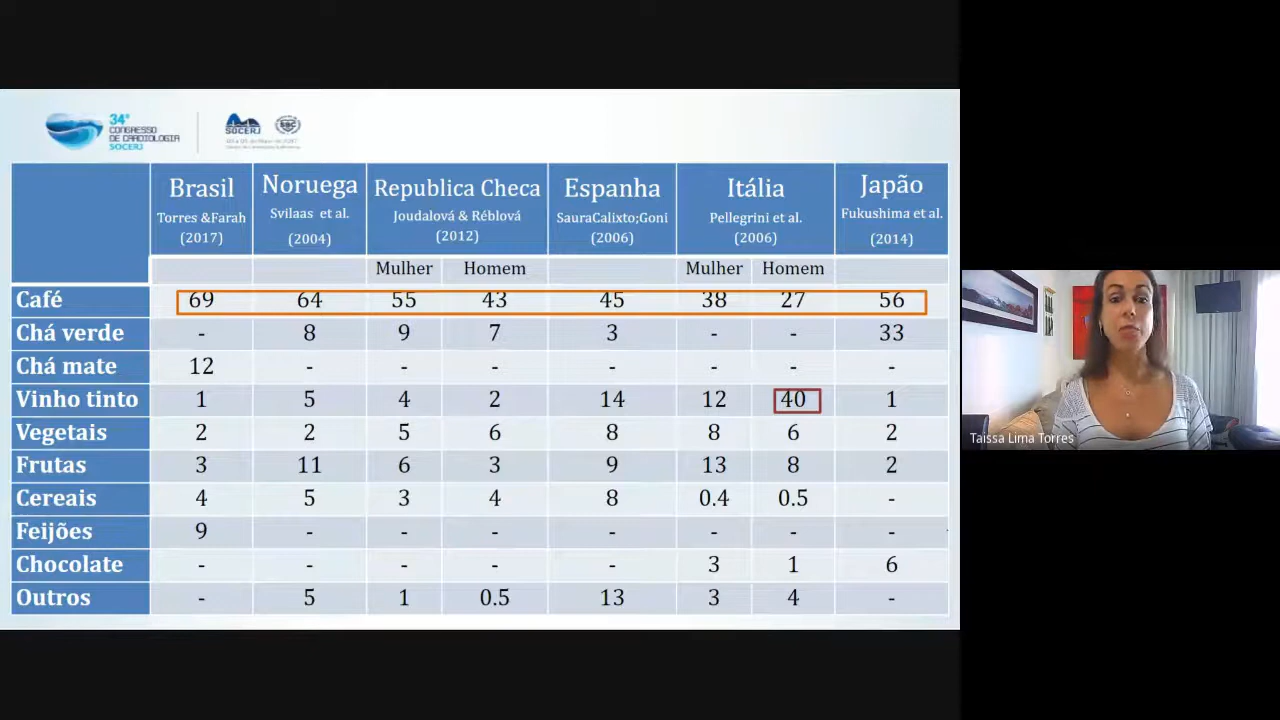 34º
CONGRESSO
DE CARDIOLOGIA
SOCERJ
SOCERJ
SBC
Brasil Noruega Republica Checa Espanha Itália Japão
Torres &Farah Svilaas et al. Joudalová & Réblová SauraCalixto;Goni Pellegrini et al. Fukushima et al.
(2017) (2004) (2012) (2006) (2006) (2014)
Mulher Homem Mulher Homem
Café 69 64 55 43 45 38 27 56
Chá verde - 8 9 7 3 - - 33
Chá mate 12 - - - - - - -
Vinho tinto 1 5 4 2 14 12 40 1
Vegetais 2 2 5 6 8 8 6 2
Frutas 3 11 6 3 9 13 8 2
Cereais 4 5 3 4 8 0.4 0.5 -
Feijões 9 - - - - - - -
Chocolate - - - - - 3 1 6
Outros - 5 1 0.5 13 3 4 -
Taissa Lima Torres